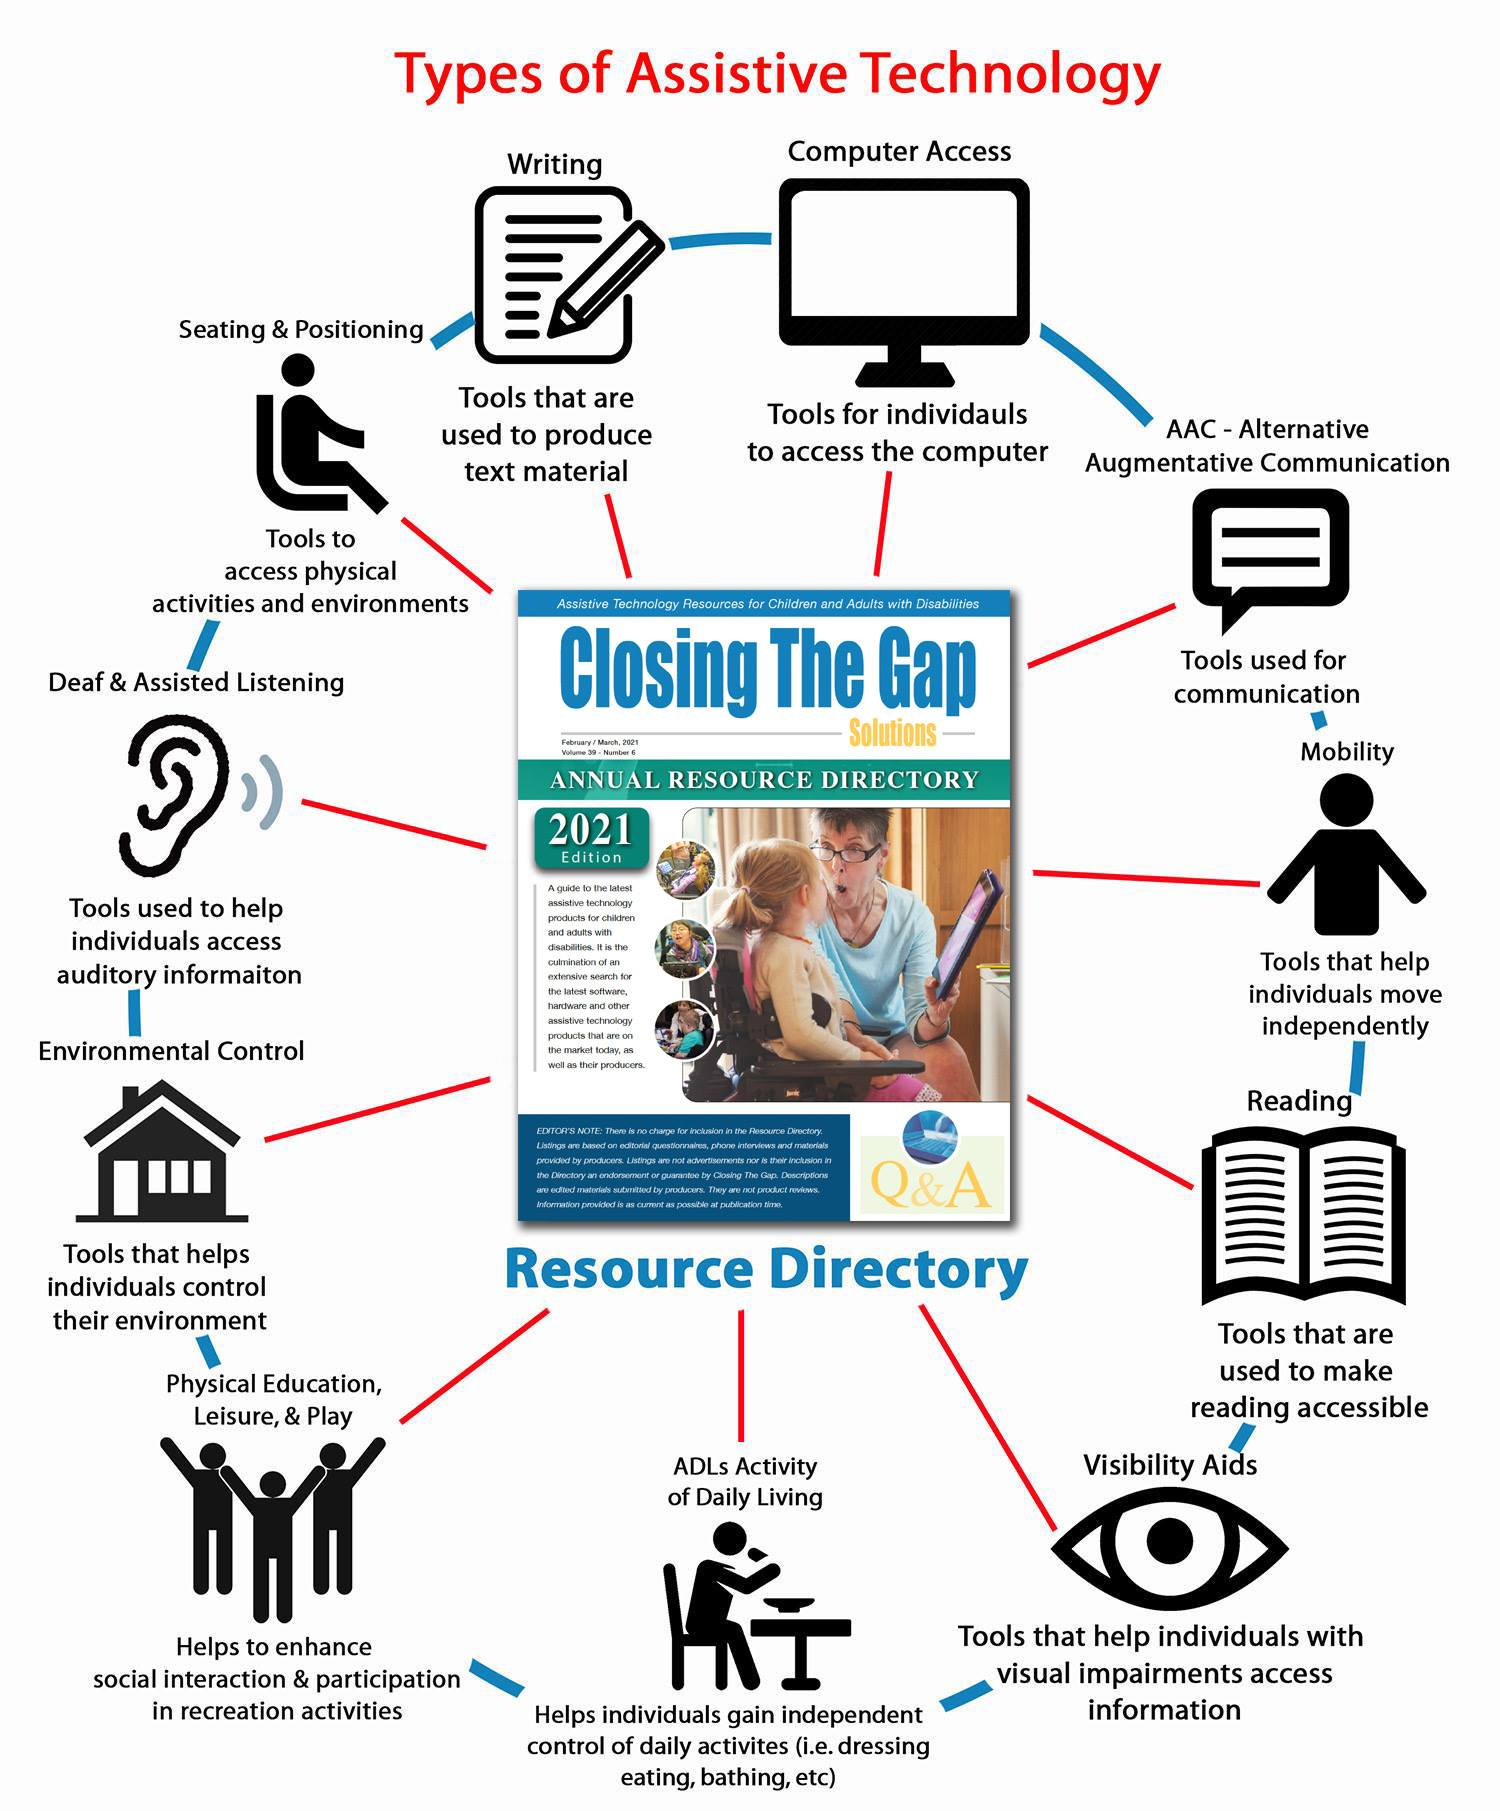 Types of Assistive Technology
Writing
Tools that are
used to produce
text material
Computer Access
Tools for individauls
to access the computer
AAC - Alternative
Augmentative Communication
Tools used for
communication
Mobility
Tools that help
individuals move
independently
Reading
Tools that are
used to make
reading accessible
Visibility Aids
Tools that help individuals with
visual impairments access
information
ADLs Activity
of Daily Living
Helps individuals gain independent
control of daily activites (i.e. dressing
eating, bathing, etc)
Physical Education,
Leisure, & Play
Helps to enhance
social interaction & participation
in recreation activities
Environmental Control
Tools that helps
individuals control
their environment
Deaf & Assisted Listening
Tools used to help
individuals access
auditory informaiton
Seating & Positioning
Tools to
access physical
activities and environments
Assistive Technology Resources for Children and Adults with Disabilities
Closing The Gap
Solutions
February / March, 2021
Volume 39 - Number 6
ANNUAL RESOURCE DIRECTORY
2021
Edition
A guide to the latest
assistive technology
products for children
and adults with
disabilities. It is the
culmination of an
extensive search for
the latest software,
hardware and other
assistive technology
products that are on
the market today, as
well as their producers.
EDITOR'S NOTE: There is no charge for inclusion in the Resource Directory.
Listings are based on editorial questionnaires, phone interviews and materials
provided by producers. Listings are not advertisements nor is their inclusion in
the Directory an endorsement or guarantee by Closing The Gap. Descriptions
are edited materials submitted by producers. They are not product reviews.
Information provided is as current as possible at publication time.
Q&A
Resource Directory